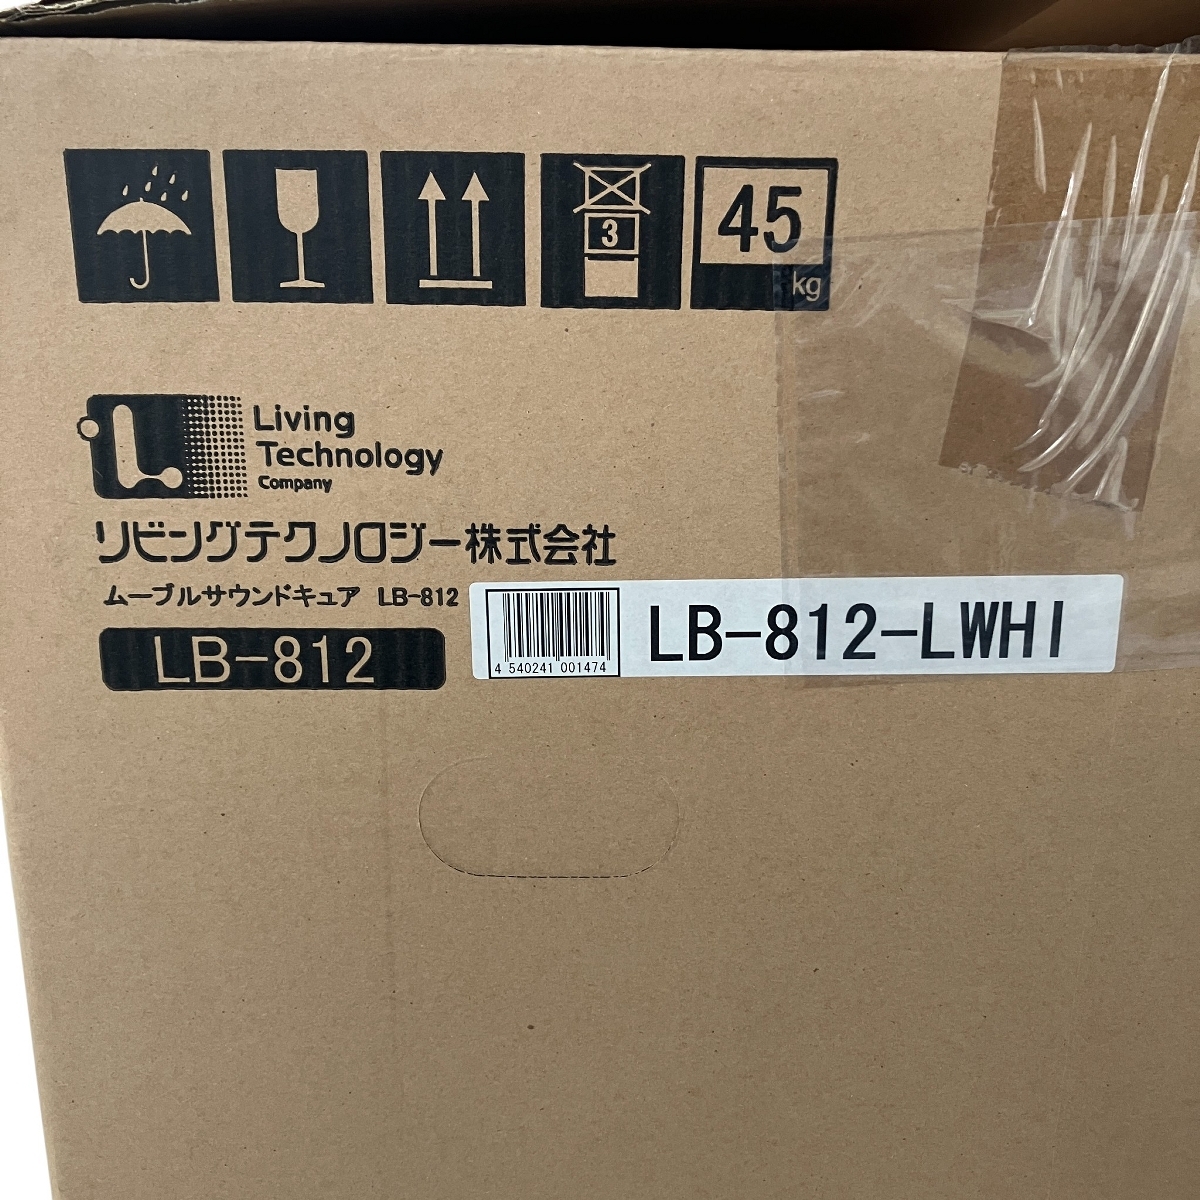 3
45
kg
Living
Technology
Company
リビングテクノロジー株式会社
ムーブルサウンドキュア LB-812
LB-812
4 540241 001474
LB-812-LWHI